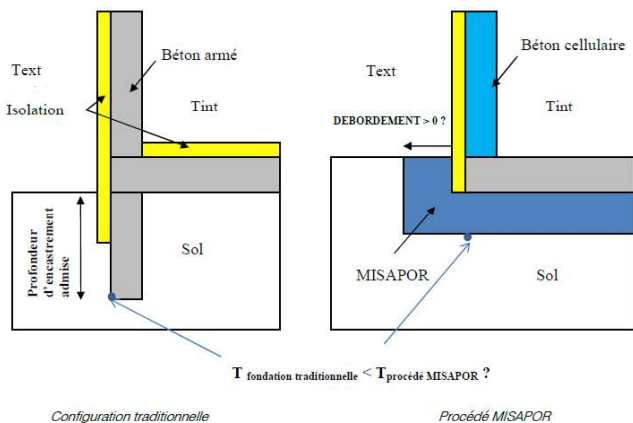 Text
Béton armé
Isolation
Tint
Profondeur
d'encastrement
admise
Sol
Text
Béton cellulaire
Tint
DEBORDEMENT > 0 ?
MISAPOR
Sol
T fondation traditionnelle < T procédé MISAPOR ?
Configuration traditionnelle
Procédé MISAPOR